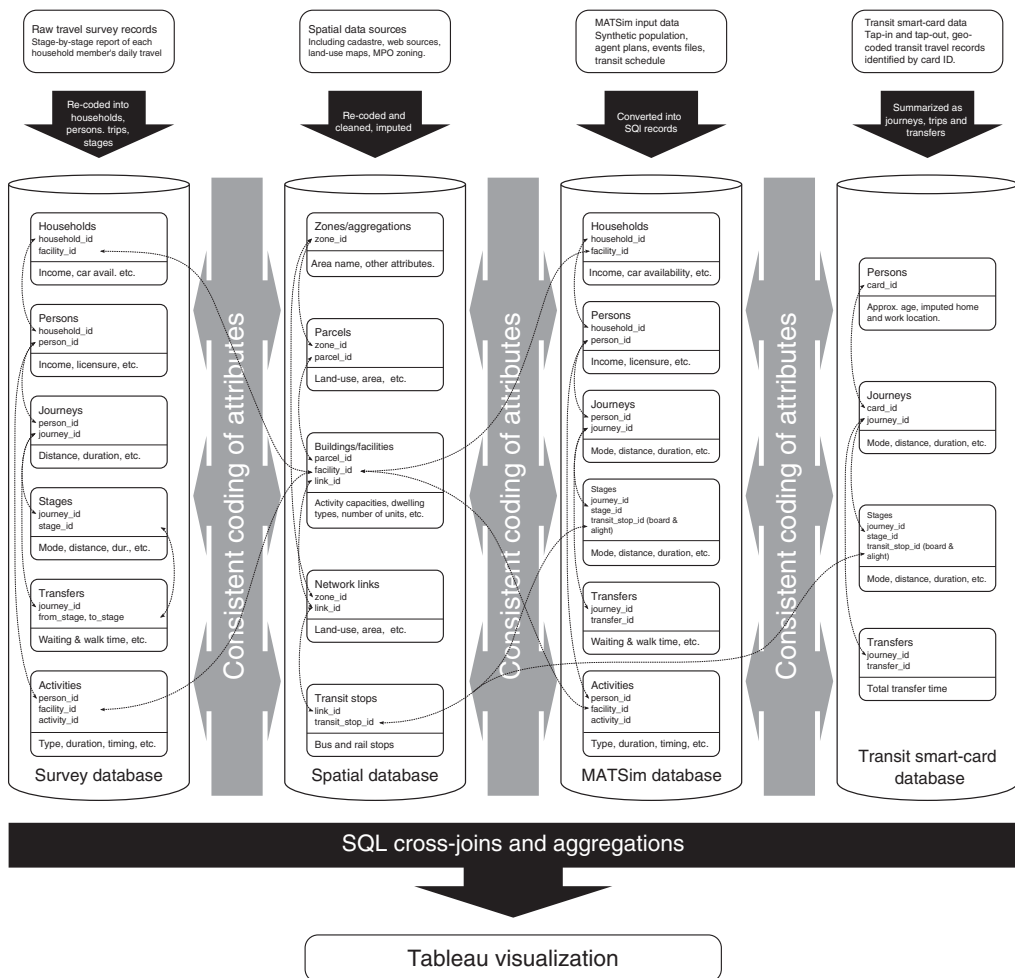 Raw travel survey records
Stage-by-stage report of each
household member's daily travel
Spatial data sources
Including cadastre, web sources,
land-use maps, MPO zoning.
MATSim input data
Synthetic population,
agent plans, events files,
transit schedule
Transit smart-card data
Tap-in and tap-out, geo-
coded transit travel records
identified by card ID.
Re-coded into
households,
persons. trips,
stages
Re-coded and
cleaned, imputed
Converted into
SQl records
Summarized as
journeys, trips and
transfers
Households
household_id
facility_id
Income, car avail. etc.
Persons
household_id
person_id
Income, licensure, etc.
Journeys
person_id
journey_id
Distance, duration, etc.
Stages
journey_id
stage_id
Mode, distance, dur., etc.
Transfers
journey_id
from_stage, to_stage
Waiting & walk time, etc.
Activities
person_id
facility_id
activity_id
Type, duration, timing, etc.
Survey database
Consistent coding of attributes
Zones/aggregations
zone_id
Area name, other attributes.
Parcels
zone_id
parcel_id
Land-use, area, etc.
Buildings/facilities
parcel_id
facility_id
link_id
Activity capacities, dwelling
types, number of units, etc.
Network links
zone_id
link_id
Land-use, area, etc.
Transit stops
link_id
transit_stop_id
Bus and rail stops
Spatial database
Consistent coding of attributes
Households
household_id
facility_id
Income, car availability, etc.
Persons
household_id
person_id
Income, licensure, etc.
Journeys
person_id
journey_id
Mode, distance, duration, etc.
Stages
journey_id
stage_id
transit_stop_id (board &
alight)
Mode, distance, duration, etc.
Transfers
journey_id
transfer_id
Waiting & walk time, etc.
Activities
person_id
facility_id
activity_id
Type, duration, timing, etc.
MATSim database
Consistent coding of attributes
Persons
card_id
Approx. age, imputed home
and work location.
Journeys
card_id
journey_id
Mode, distance, duration, etc.
Stages
journey_id
stage_id
transit_stop_id (board &
alight)
Mode, distance, duration, etc.
Transfers
journey_id
transfer_id
Total transfer time
Transit smart-card
database
SQL cross-joins and aggregations
Tableau visualization